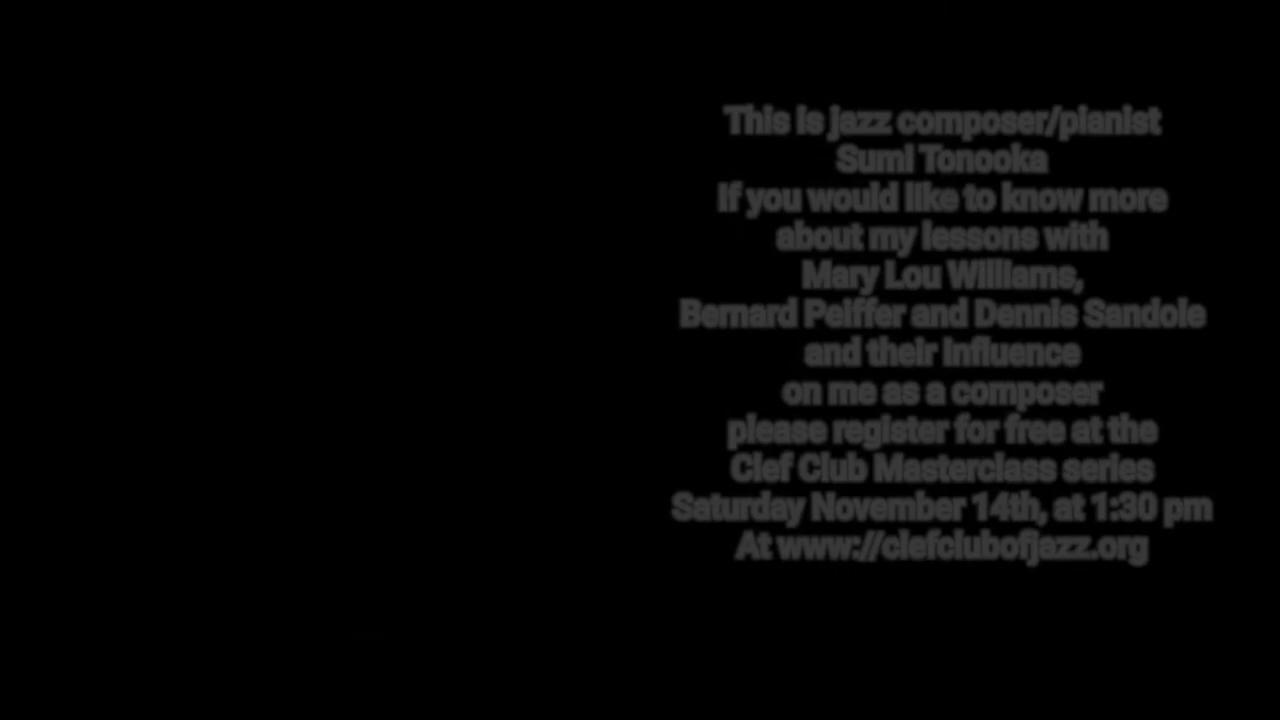 This is jazz composer/pianist
Sumi Tonooka
If you would like to know more
about my lessons with
Mary Lou Williams,
Bernard Peiffer and Dennis Sandole
and their influence
on me as a composer
please register for free at the
Clef Club Masterclass series
Saturday November 14th, at 1:30 pm
At www://clefclubofjazz.org